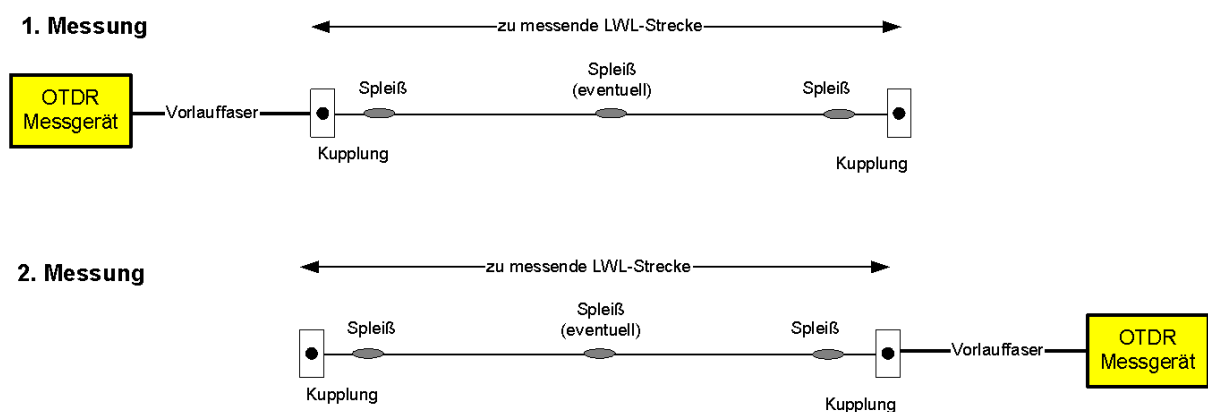 1. Messung
zu messende LWL-Strecke
OTDR
Messgerät
Vorlauffaser
Spleiß
Spleiß
(eventuell)
Spleiß
Kupplung
Kupplung
2. Messung
zu messende LWL-Strecke
Spleiß
Spleiß
(eventuell)
Spleiß
Vorlauffaser
OTDR
Messgerät
Kupplung
Kupplung